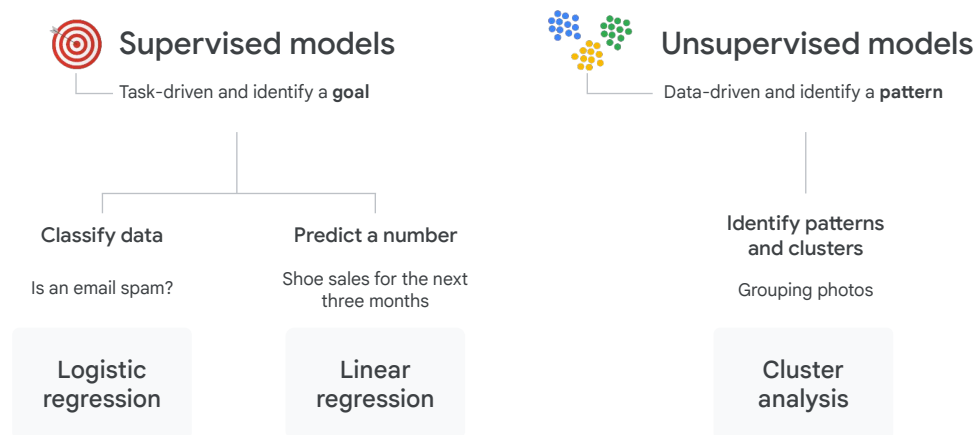 Supervised models
Task-driven and identify a goal
Classify data
Is an email spam?
Logistic
regression
Predict a number
Shoe sales for the next
three months
Linear
regression
Unsupervised models
Data-driven and identify a pattern
Identify patterns
and clusters
Grouping photos
Cluster
analysis